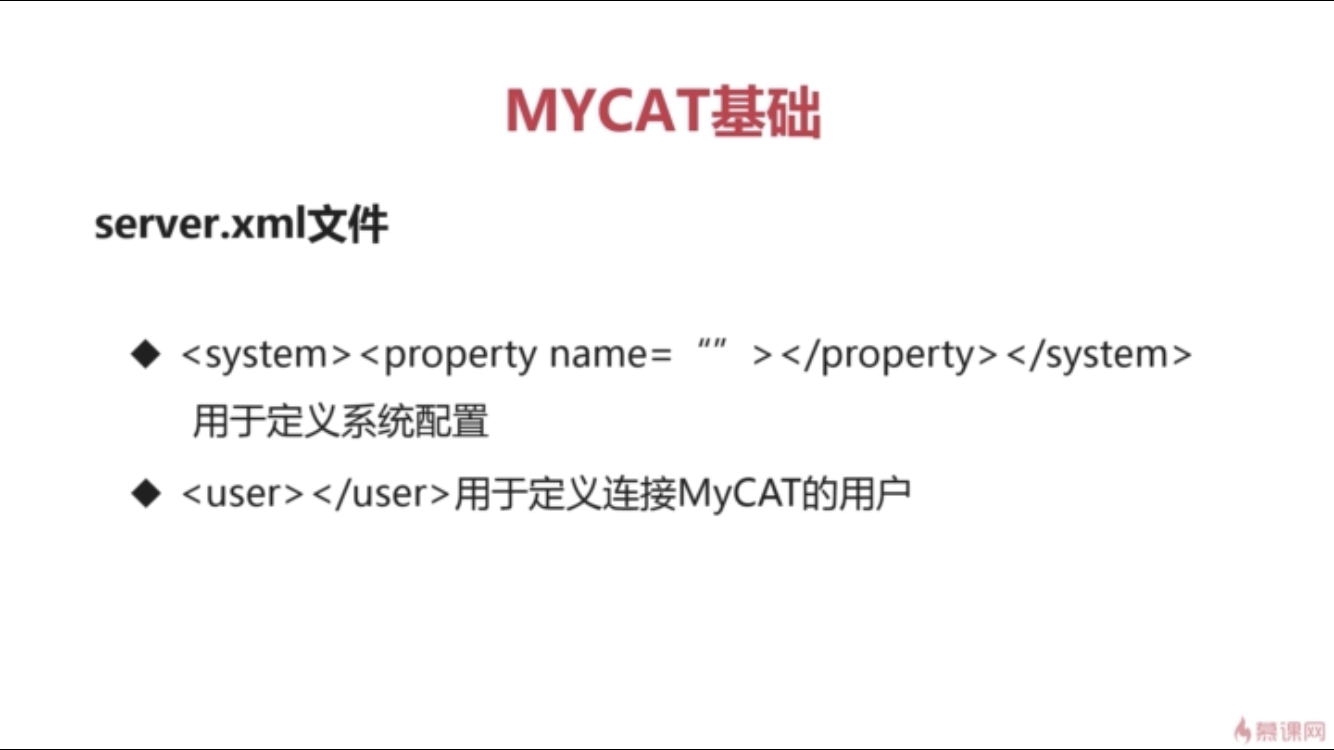 MYCAT基础
server.xml文件
◆ <system><property name=“”></property></system>
用于定义系统配置
◆ <user></user>用于定义连接MyCAT的用户
慕课网